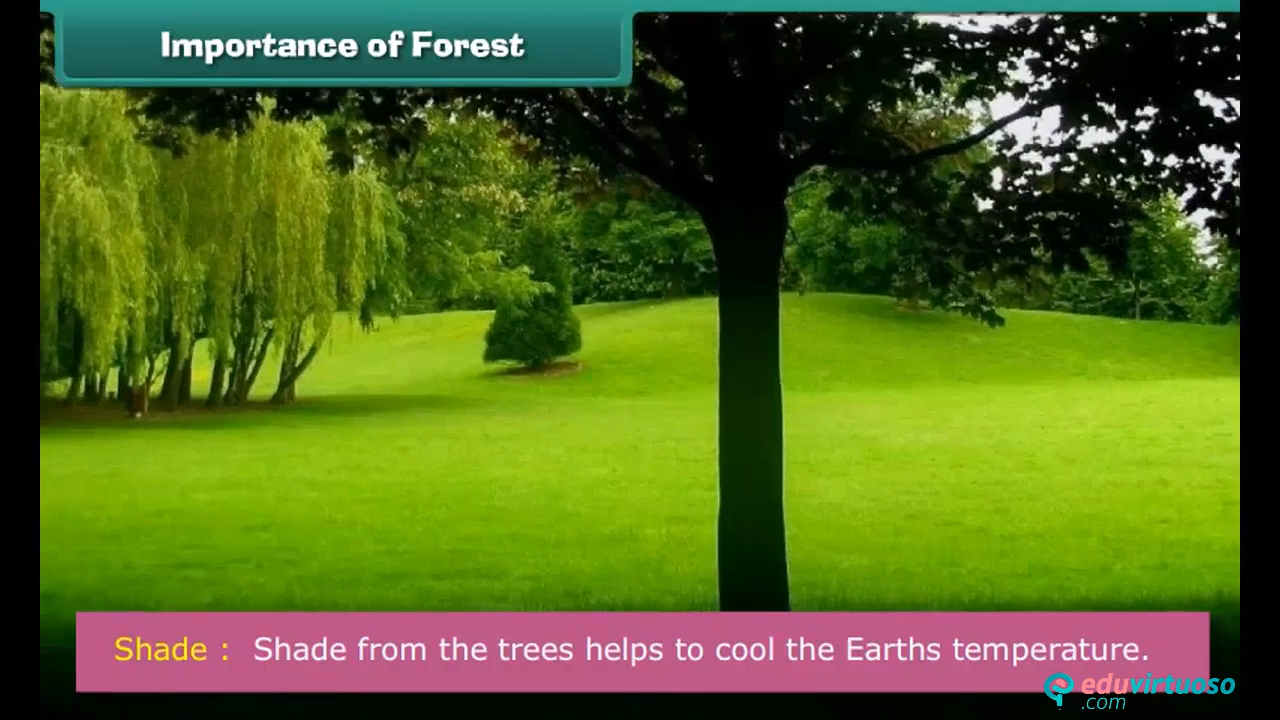 Importance of Forest
Shade : Shade from the trees helps to cool the Earths temperature.
eduvirtuoso
.com